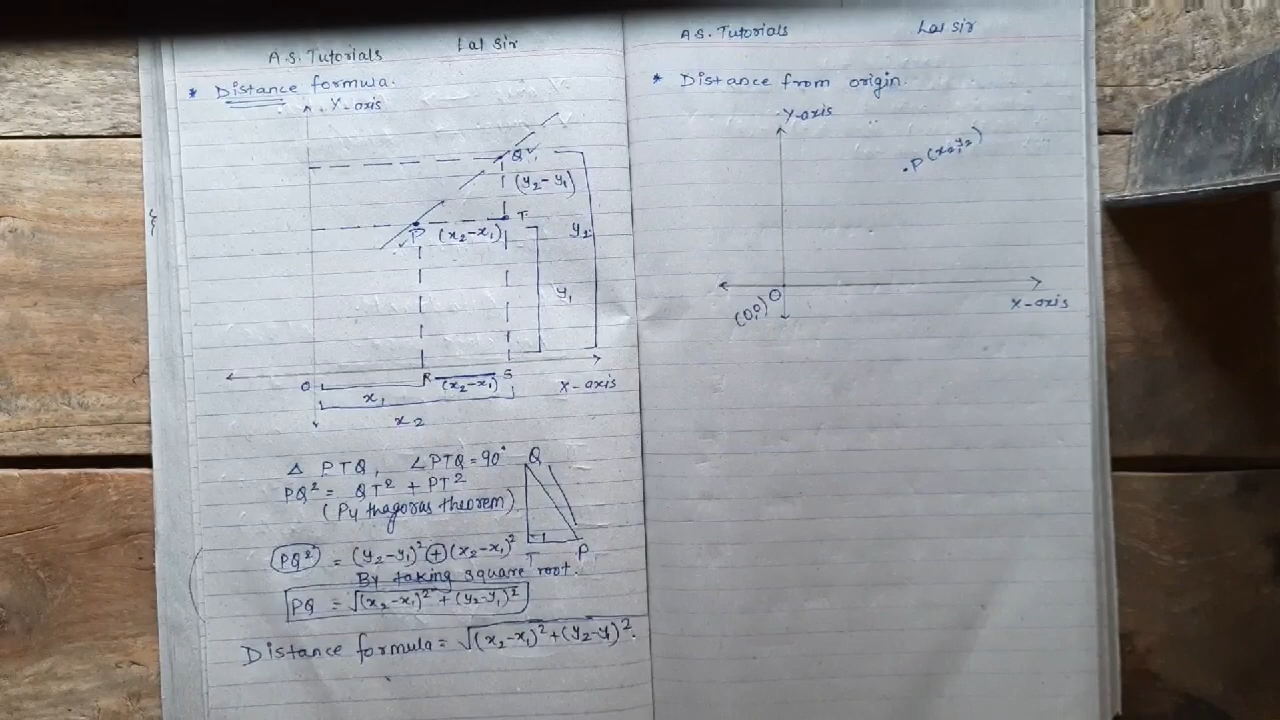 A.S. Tutorials Lal Sir
* Distance formula.
Y-axis
Q
(y₂-y₁)
P (x₂-x₁) T
y₂
y₁
O R (x₂-x₁) S X-axis
x₁
x₂
△ PTQ, ∠PTQ = 90°
PQ² = QT² + PT²
(Pythagoras theorem)
Q
T P
PQ² = (y₂-y₁)² + (x₂-x₁)²
By taking square root.
PQ = √(x₂-x₁)² + (y₂-y₁)²
Distance formula = √(x₂-x₁)² + (y₂-y₁)².
A.S. Tutorials Lal Sir
* Distance from origin.
Y-axis
P(x₂,y₂)
O
(0,0)
X-axis